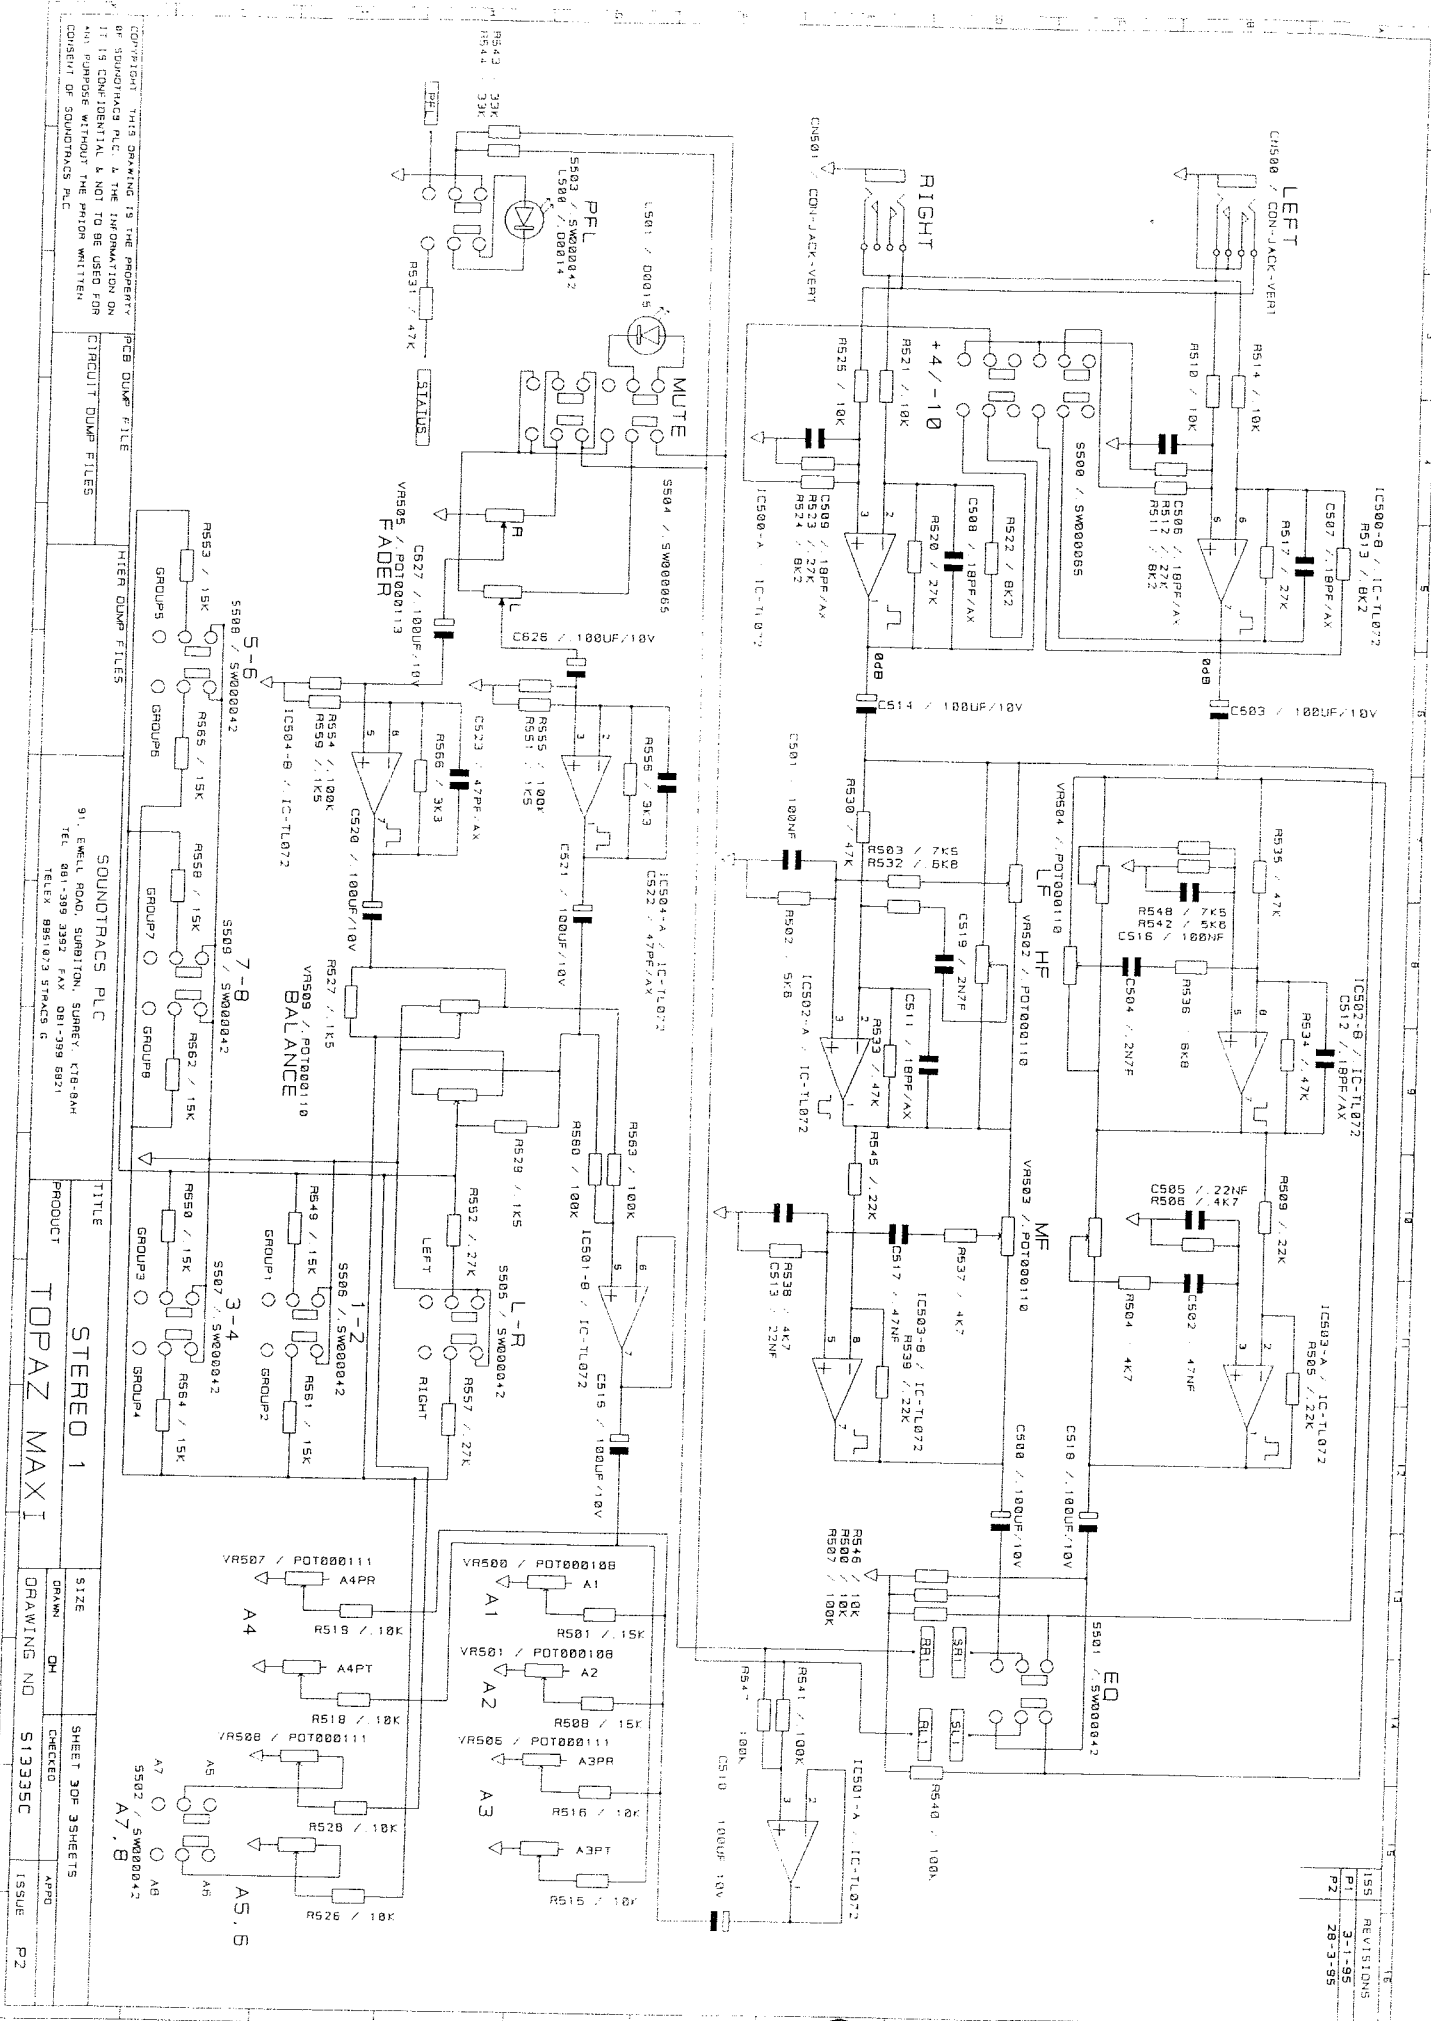 LEFT
CN500 / CON-JACK-VERT
RIGHT
CN501 / CON-JACK-VERT
R514 / 10K
R510 / 10K
R521 / 10K
R525 / 10K
+4/-10
S500 / SW000065
IC500-B / IC-TL072
R513 / 8K2
C507 / 18PF/AX
R517 / 27K
C506 / 18PF/AX
R512 / 27K
R511 / 8K2
R522 / 8K2
C508 / 18PF/AX
R520 / 27K
C509 / 18PF/AX
R523 / 27K
R524 / 8K2
IC500-A / IC-TL072
0dB
0dB
C503 / 100UF/10V
C514 / 100UF/10V
R535 / 47K
R530 / 47K
C501 / 100NF
R502 / 5K6
R503 / 7K5
R532 / 6K8
LF
VR504 / POT000110
HF
VR502 / POT000110
R548 / 7K5
R542 / 5K6
C516 / 100NF
C504 / 2N7F
R536 / 6K8
C519 / 2N7F
IC502-B / IC-TL072
C512 / 18PF/AX
R534 / 47K
C511 / 18PF/AX
R533 / 47K
IC502-A / IC-TL072
R509 / 22K
R545 / 22K
MF
VR503 / POT000110
C505 / 22NF
R506 / 4K7
R504 / 4K7
C502 / 47NF
IC503-A / IC-TL072
R505 / 22K
R537 / 4K7
C517 / 47NF
R538 / 4K7
C513 / 22NF
IC503-B / IC-TL072
R539 / 22K
C518 / 100UF/10V
C500 / 100UF/10V
R546 / 10K
R500 / 10K
R507 / 100K
EQ
S501 / SW000042
SR1
RR1
SL1
RL1
R540 / 100K
R541 / 100K
R547 / 100K
IC501-A / IC-TL072
C510 / 100UF/10V
R543 / 33K
R544 / 33K
PFL
PFL
S503 / SW000042
L500 / D0014
R531 / 47K
STATUS
L501 / D0015
MUTE
S504 / SW000065
R
L
VR505 / POT000113
FADER
C627 / 100UF/10V
C626 / 100UF/10V
R555 / 100K
R551 / 1K5
R556 / 3K3
IC504-A / IC-TL072
C522 / 47PF/AX
C523 / 47PF/AX
R566 / 3K3
R554 / 100K
R559 / 1K5
IC504-B / IC-TL072
C521 / 100UF/10V
C520 / 100UF/10V
R527 / 1K5
VR509 / POT000110
BALANCE
R529 / 1K5
R563 / 100K
R560 / 100K
IC501-B / IC-TL072
C515 / 100UF/10V
R552 / 27K
LEFT
L-R
S505 / SW000042
R557 / 27K
RIGHT
R549 / 15K
GROUP1
1-2
S506 / SW000042
R561 / 15K
GROUP2
R550 / 15K
GROUP3
3-4
S507 / SW000042
R564 / 15K
GROUP4
R553 / 15K
GROUP5
5-6
S508 / SW000042
R565 / 15K
GROUP6
R558 / 15K
GROUP7
7-8
S509 / SW000042
R562 / 15K
GROUP8
VR500 / POT000108
A1
A1
R501 / 15K
VR501 / POT000108
A2
A2
R508 / 15K
VR506 / POT000111
A3PR
A3
R516 / 10K
A3PT
R515 / 10K
VR507 / POT000111
A4PR
A4
R519 / 10K
A4PT
R518 / 10K
VR508 / POT000111
R528 / 10K
R526 / 10K
A5,6
A5
A6
A7
A8
S502 / SW000042
A7,8
ISS
REVISIONS
P1
3-1-95
P2
28-3-95
COPYRIGHT THIS DRAWING IS THE PROPERTY
OF SOUNDTRACS PLC. & THE INFORMATION ON
IT IS CONFIDENTIAL & NOT TO BE USED FOR
ANY PURPOSE WITHOUT THE PRIOR WRITTEN
CONSENT OF SOUNDTRACS PLC
PCB DUMP FILE
CIRCUIT DUMP FILES
HIER DUMP FILES
SOUNDTRACS PLC
91, EWELL ROAD, SURBITON, SURREY. KT6-6AH
TEL 081-399 3392 FAX 081-399 6821
TELEX 8951073 STRACS G
TITLE
STEREO 1
PRODUCT
TOPAZ MAXI
SIZE
SHEET 3OF 3SHEETS
DRAWN
DH
CHECKED
APPD
DRAWING NO S13335C
ISSUE P2